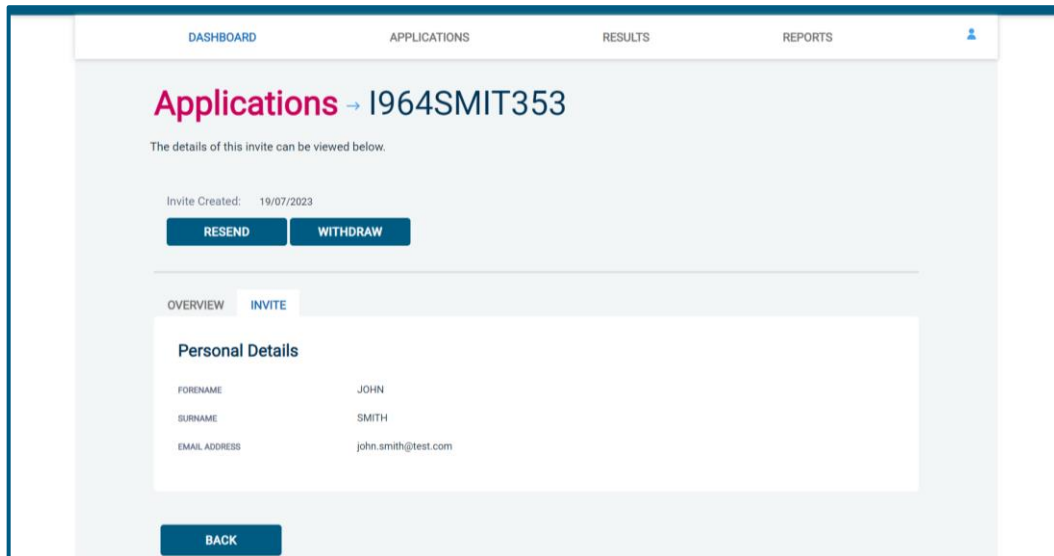 DASHBOARD APPLICATIONS RESULTS REPORTS
Applications → I964SMIT353
The details of this invite can be viewed below.
Invite Created: 19/07/2023
RESEND WITHDRAW
OVERVIEW INVITE
Personal Details
FORENAME JOHN
SURNAME SMITH
EMAIL ADDRESS john.smith@test.com
BACK